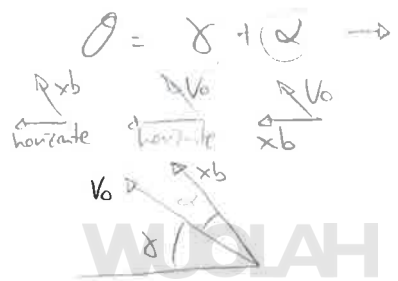 θ = γ + α →
xb Vo Vo
horizonte horizonte xb
Vo xb
α
γ
WUOLAH